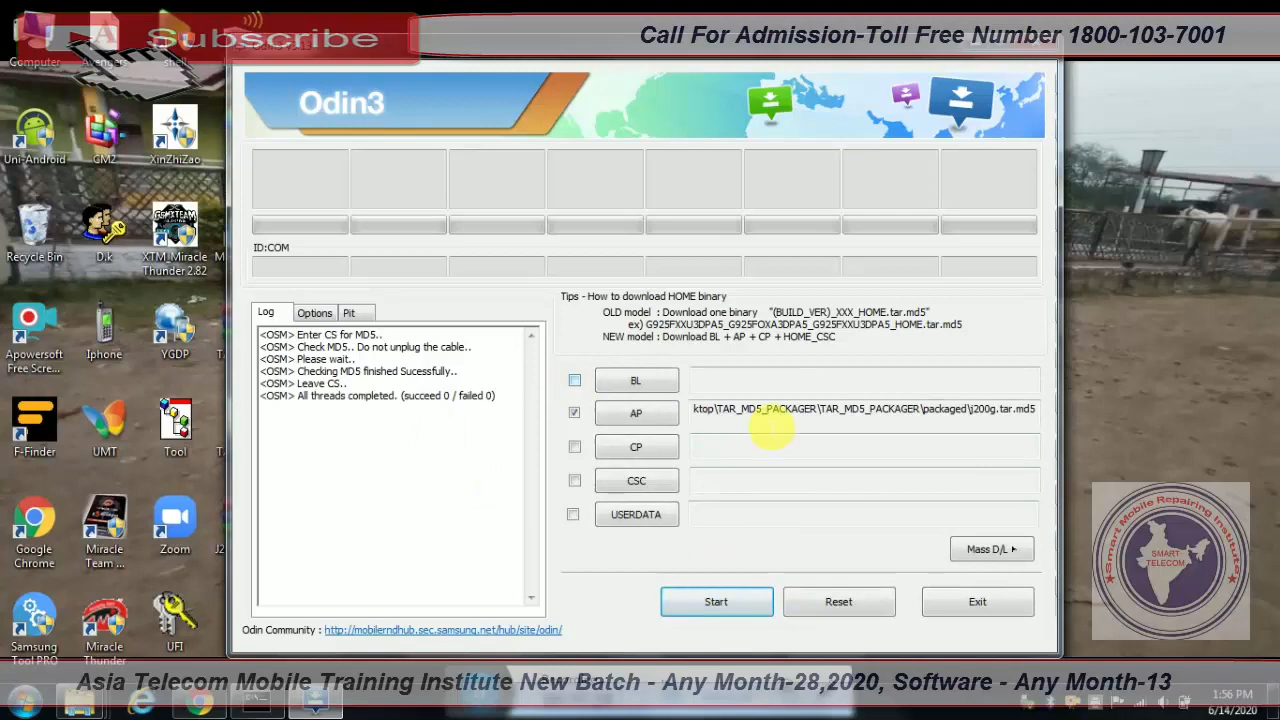 Subscribe
Call For Admission-Toll Free Number 1800-103-7001
Computer
Avengers
shell
Uni-Android
CM2
XinZhiZao
Recycle Bin
D.k
XTM_Miracle
Thunder 2.82
Apowersoft
Free Scre...
Iphone
YGDP
F-Finder
UMT
Tool
Google
Chrome
Miracle
Team ...
Zoom
Samsung
Tool PRO
Miracle
Thunder
UFI
Odin3
ID:COM
Log
Options
Pit
<OSM> Enter CS for MD5..
<OSM> Check MD5.. Do not unplug the cable..
<OSM> Please wait..
<OSM> Checking MD5 finished Sucessfully..
<OSM> Leave CS..
<OSM> All threads completed. (succeed 0 / failed 0)
Tips - How to download HOME binary
OLD model : Download one binary "(BUILD_VER)_XXX_HOME.tar.md5"
ex) G925FXXU3DPA5_G925FOXA3DPA5_G925FXXU3DPA5_HOME.tar.md5
NEW model : Download BL + AP + CP + HOME_CSC
BL
AP
ktop\TAR_MD5_PACKAGER\TAR_MD5_PACKAGER\packaged\j200g.tar.md5
CP
CSC
USERDATA
Mass D/L
Start
Reset
Exit
Odin Community : http://mobilerndhub.sec.samsung.net/hub/site/odin/
Smart Mobile Repairing Institute
SMART
TELECOM
Asia Telecom Mobile Training Institute New Batch - Any Month-28,2020, Software - Any Month-13
1:56 PM
6/14/2020